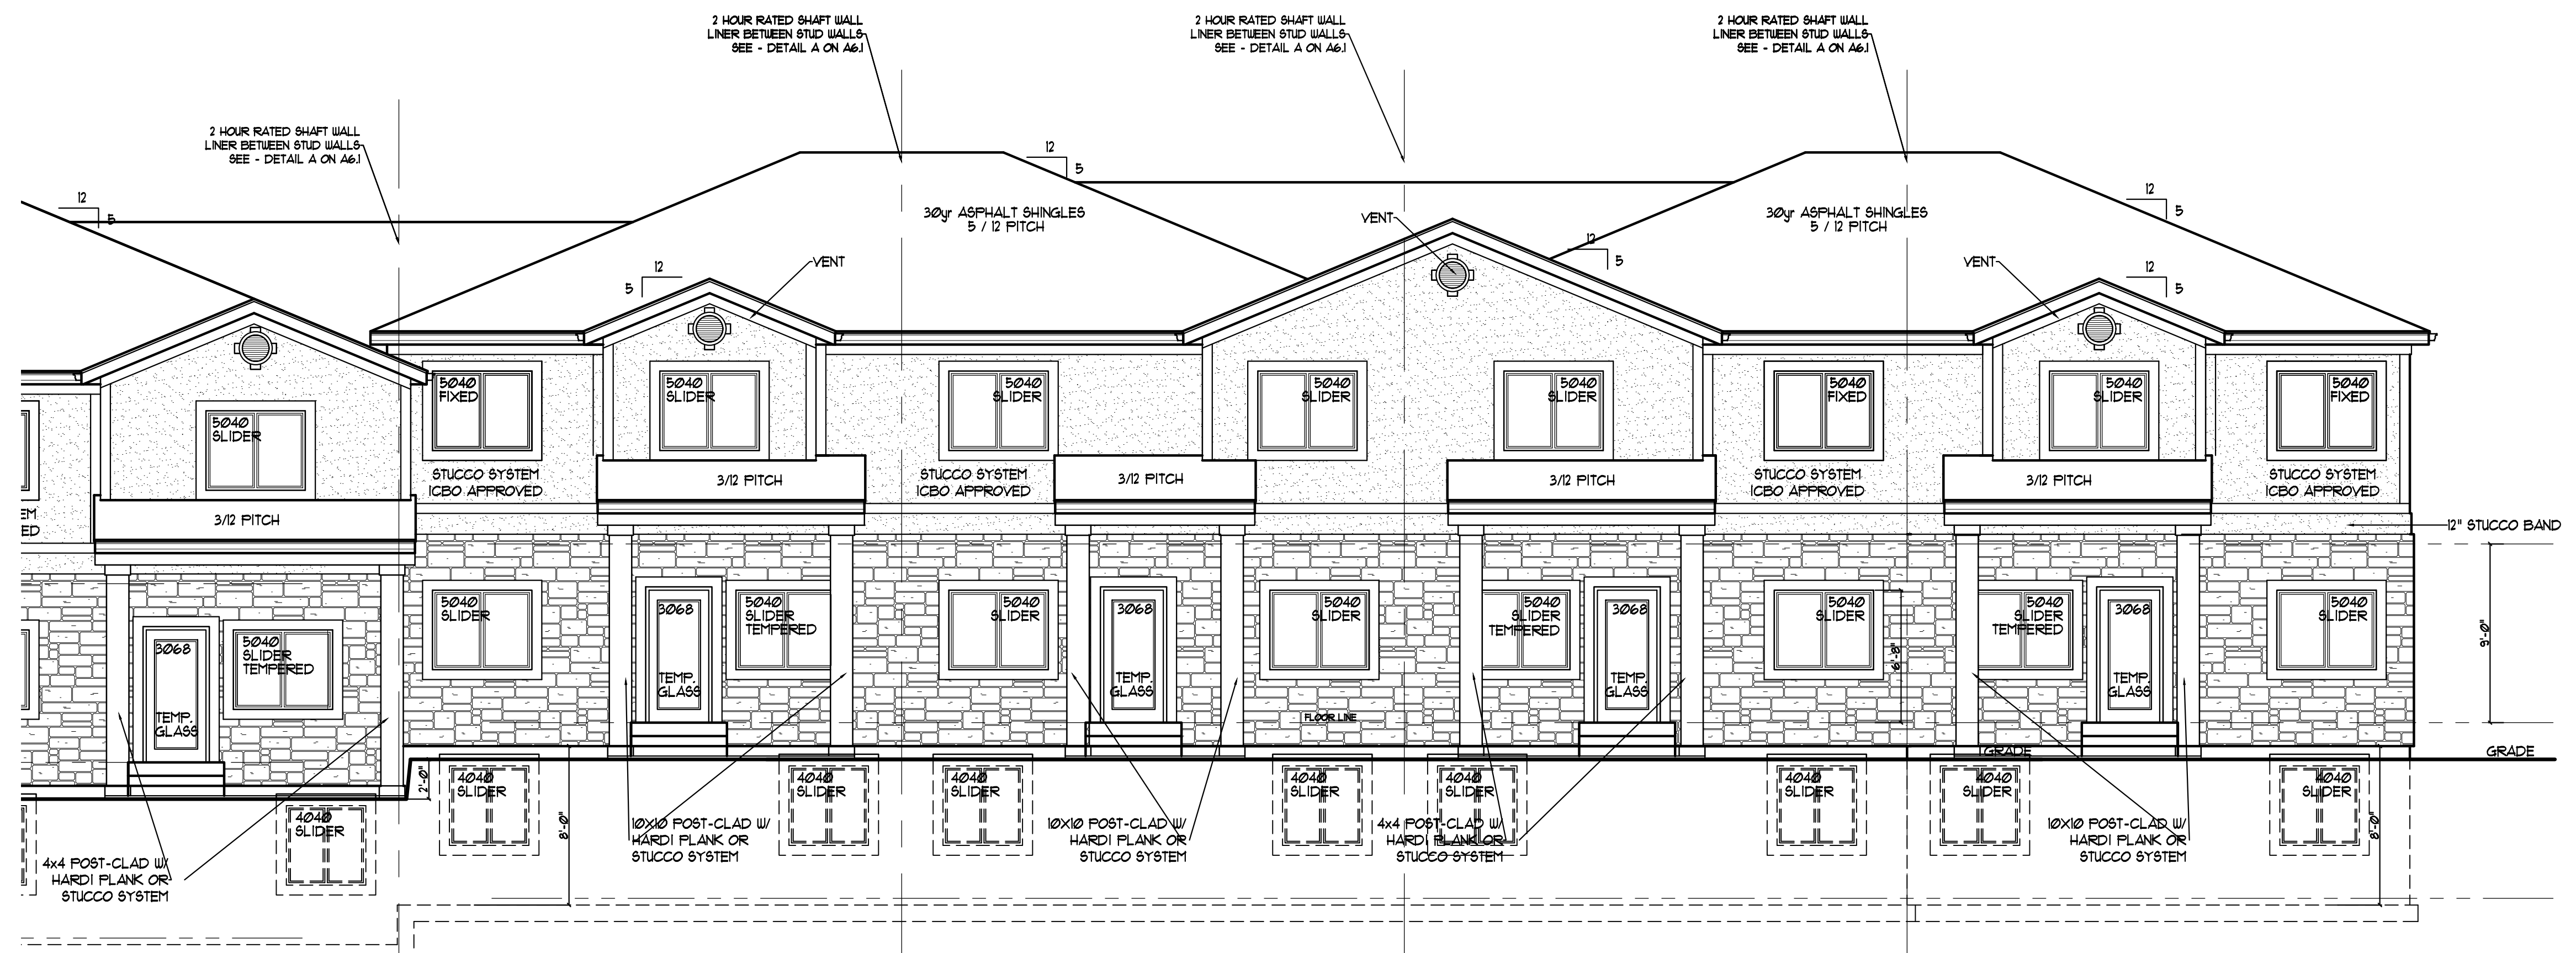 2 HOUR RATED SHAFT WALL
LINER BETWEEN STUD WALLS
SEE - DETAIL A ON A6.1
2 HOUR RATED SHAFT WALL
LINER BETWEEN STUD WALLS
SEE - DETAIL A ON A6.1
2 HOUR RATED SHAFT WALL
LINER BETWEEN STUD WALLS
SEE - DETAIL A ON A6.1
2 HOUR RATED SHAFT WALL
LINER BETWEEN STUD WALLS
SEE - DETAIL A ON A6.1
12
5
12
5
12
5
30yr ASPHALT SHINGLES
5 / 12 PITCH
VENT
30yr ASPHALT SHINGLES
5 / 12 PITCH
12
5
12
5
VENT
VENT
12
5
5040
FIXED
5040
SLIDER
5040
SLIDER
5040
SLIDER
5040
SLIDER
5040
FIXED
5040
SLIDER
5040
FIXED
5040
SLIDER
STUCCO SYSTEM
ICBO APPROVED
3/12 PITCH
STUCCO SYSTEM
ICBO APPROVED
3/12 PITCH
3/12 PITCH
STUCCO SYSTEM
ICBO APPROVED
3/12 PITCH
STUCCO SYSTEM
ICBO APPROVED
EM
ED
3/12 PITCH
12" STUCCO BAND
5040
SLIDER
3068
TEMP.
GLASS
5040
SLIDER
TEMPERED
5040
SLIDER
3068
TEMP.
GLASS
5040
SLIDER
5040
SLIDER
TEMPERED
3068
TEMP.
GLASS
5040
SLIDER
6'-8"
5040
SLIDER
TEMPERED
3068
TEMP.
GLASS
5040
SLIDER
9'-0"
3068
TEMP.
GLASS
5040
SLIDER
TEMPERED
FLOOR LINE
GRADE
GRADE
2'-0"
4040
SLIDER
8'-0"
4040
SLIDER
4040
SLIDER
4040
SLIDER
4040
SLIDER
4040
SLIDER
4040
SLIDER
4040
SLIDER
8'-0"
4040
SLIDER
4x4 POST-CLAD W/
HARDI PLANK OR
STUCCO SYSTEM
10X10 POST-CLAD W/
HARDI PLANK OR
STUCCO SYSTEM
10X10 POST-CLAD W/
HARDI PLANK OR
STUCCO SYSTEM
4x4 POST-CLAD W/
HARDI PLANK OR
STUCCO SYSTEM
10X10 POST-CLAD W/
HARDI PLANK OR
STUCCO SYSTEM